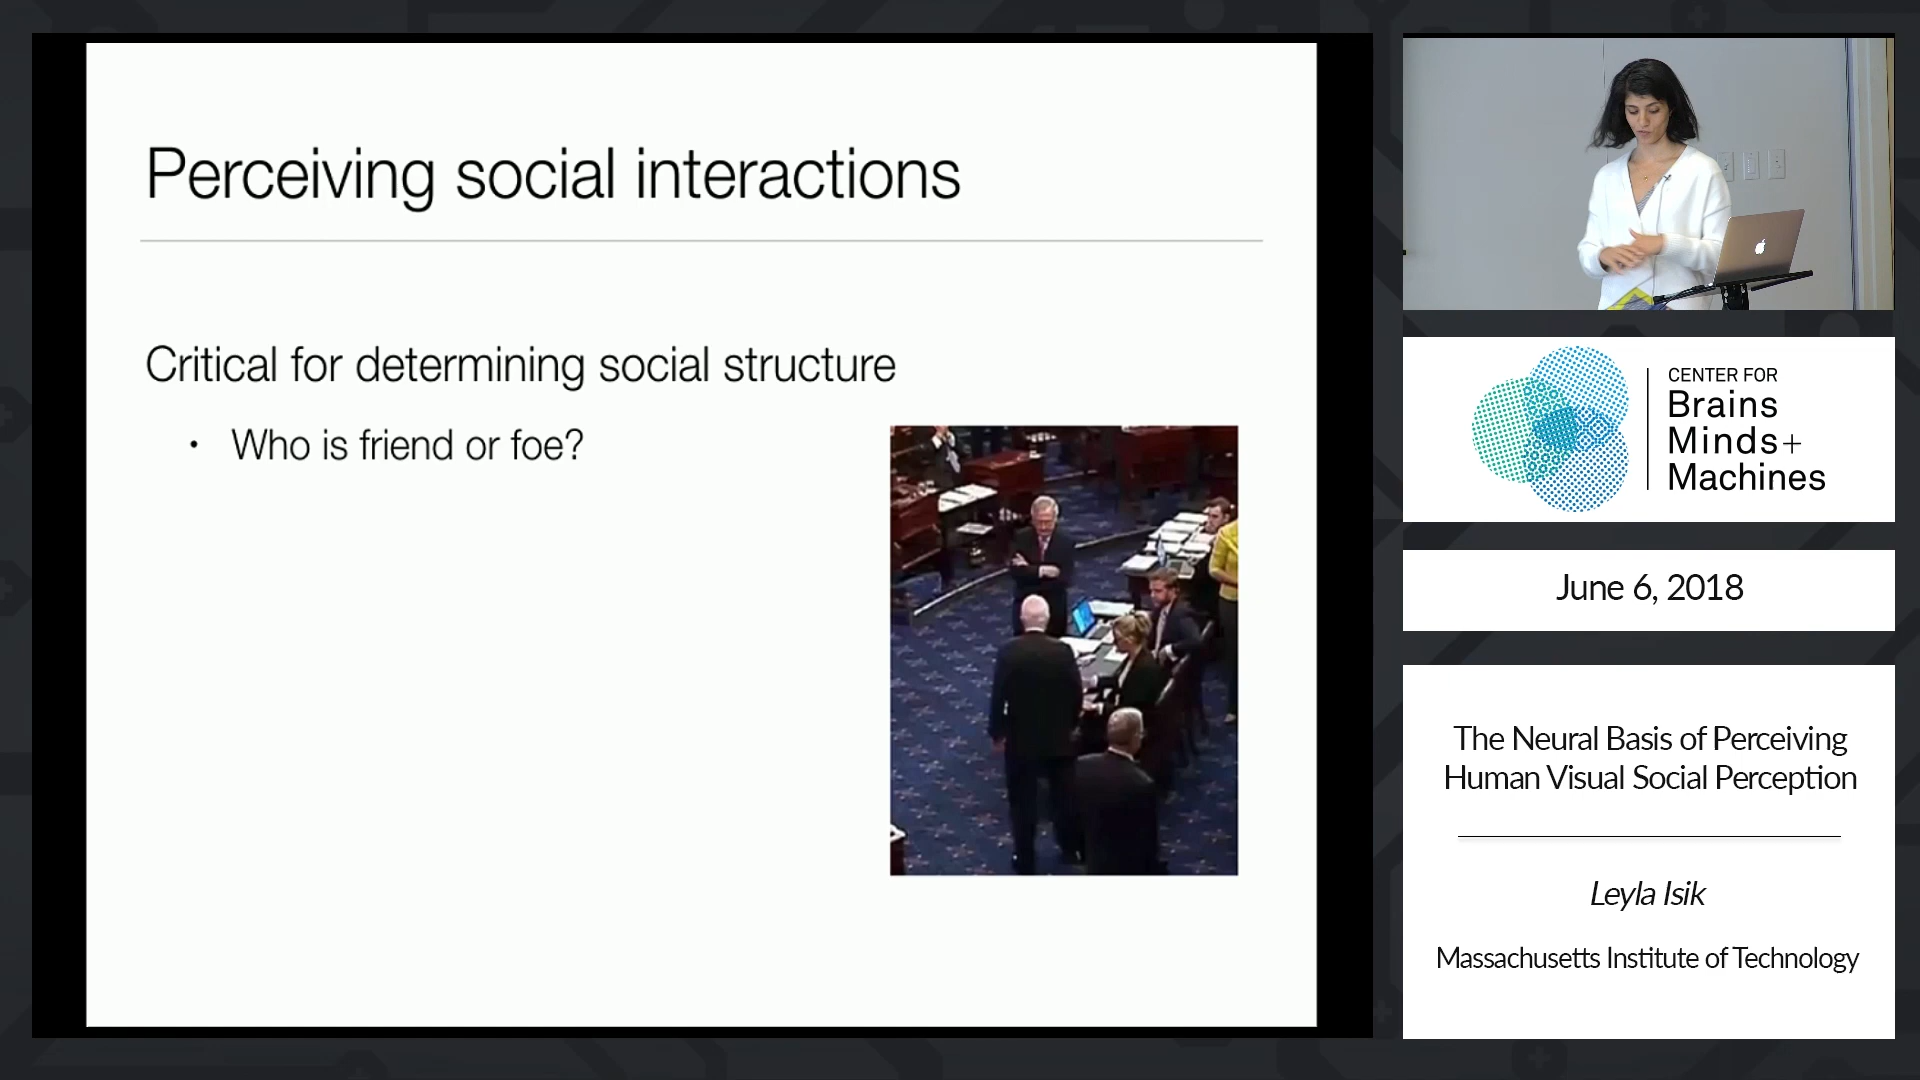 Perceiving social interactions
Critical for determining social structure
• Who is friend or foe?
CENTER FOR
Brains
Minds+
Machines
June 6, 2018
The Neural Basis of Perceiving
Human Visual Social Perception
Leyla Isik
Massachusetts Institute of Technology